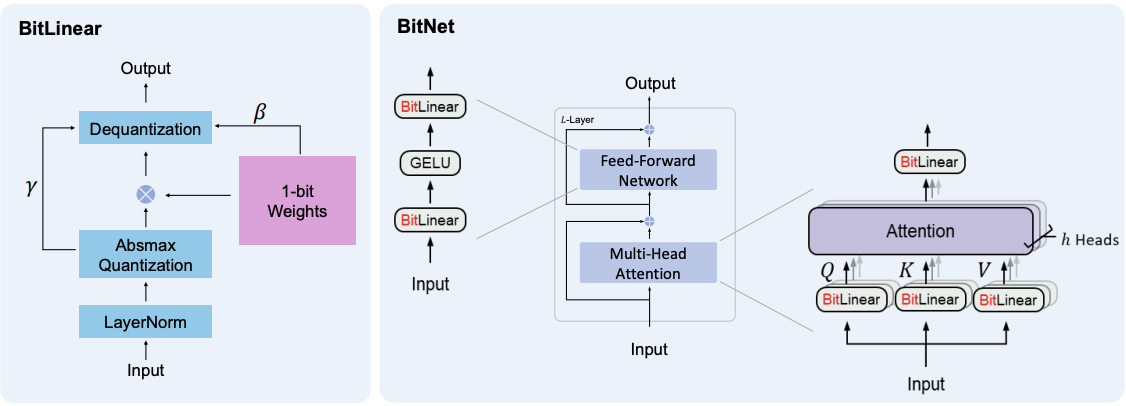 BitLinear
Output
Dequantization
β
γ
1-bit
Weights
Absmax
Quantization
LayerNorm
Input
BitNet
BitLinear
GELU
BitLinear
Input
Output
L-Layer
Feed-Forward
Network
Multi-Head
Attention
Input
BitLinear
Attention
h Heads
Q K V
BitLinear BitLinear BitLinear
Input